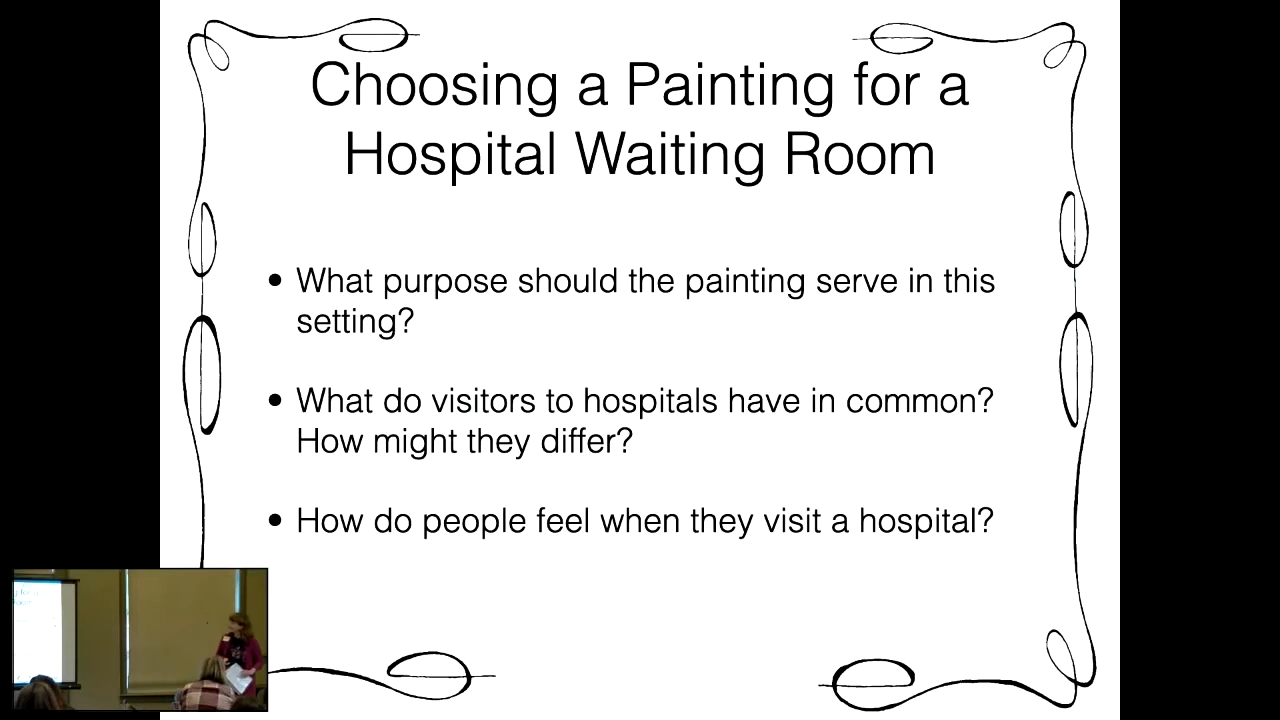 Choosing a Painting for a
Hospital Waiting Room
• What purpose should the painting serve in this
setting?
• What do visitors to hospitals have in common?
How might they differ?
• How do people feel when they visit a hospital?